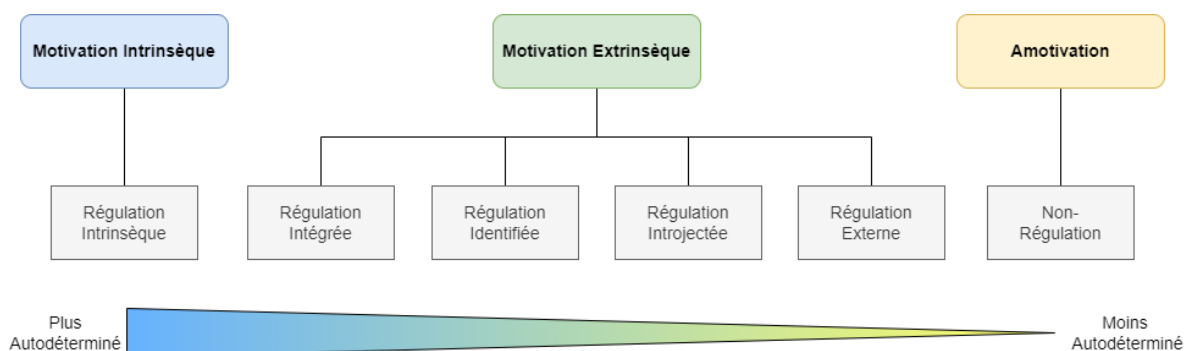 Motivation Intrinsèque
Motivation Extrinsèque
Amotivation
Régulation
Intrinsèque
Régulation
Intégrée
Régulation
Identifiée
Régulation
Introjectée
Régulation
Externe
Non-
Régulation
Plus
Autodéterminé
Moins
Autodéterminé